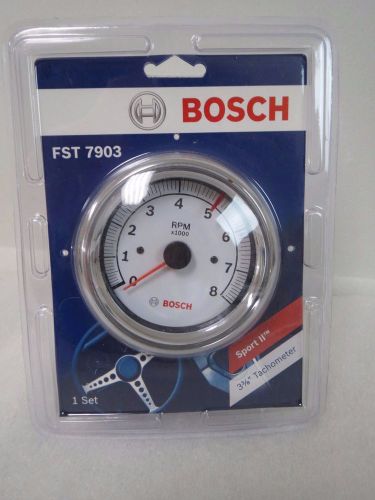 BOSCH
FST 7903
0
1
2
3
4
5
6
7
8
RPM
x1000
BOSCH
Sport II™
3⅜" Tachometer
1 Set